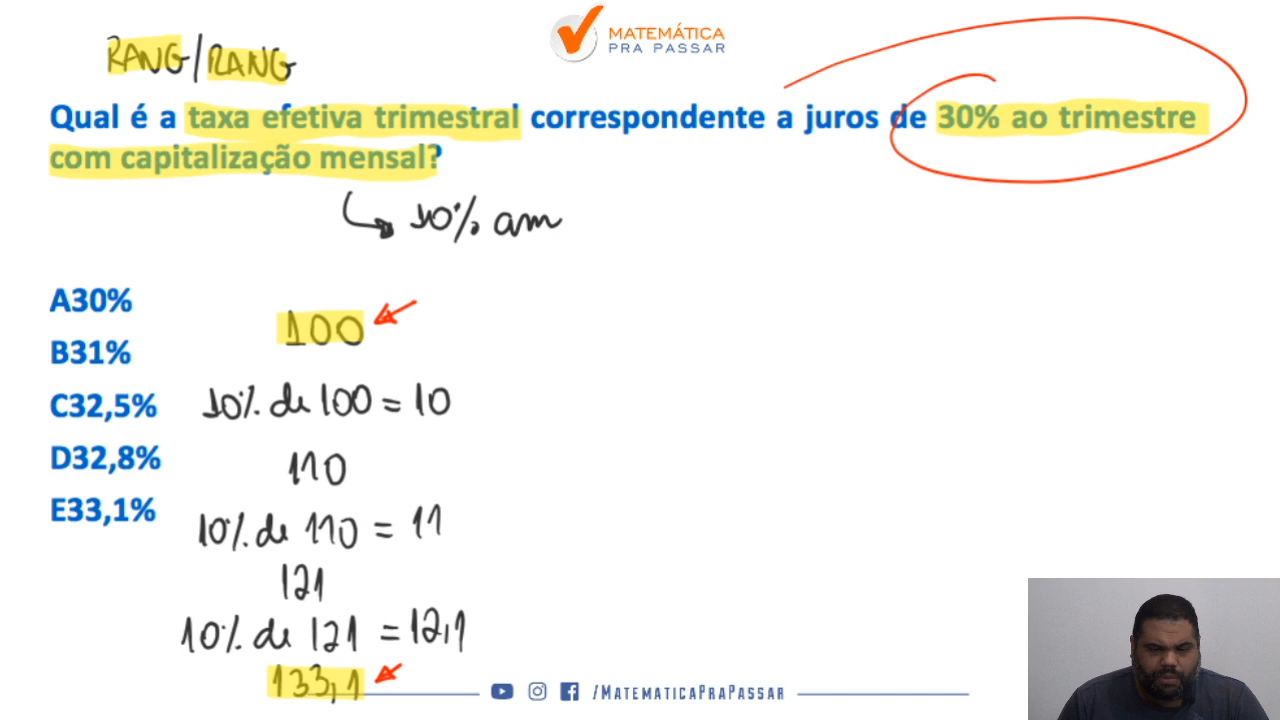 MATEMÁTICA
PRA PASSAR
RANG/RANG
Qual é a taxa efetiva trimestral correspondente a juros de 30% ao trimestre
com capitalização mensal?
10% am
A30%
100
B31%
C32,5%
10% de 100 = 10
D32,8%
110
E33,1%
10% de 110 = 11
121
10% de 121 = 12,1
133,1
/MATEMATICAPRAPASSAR